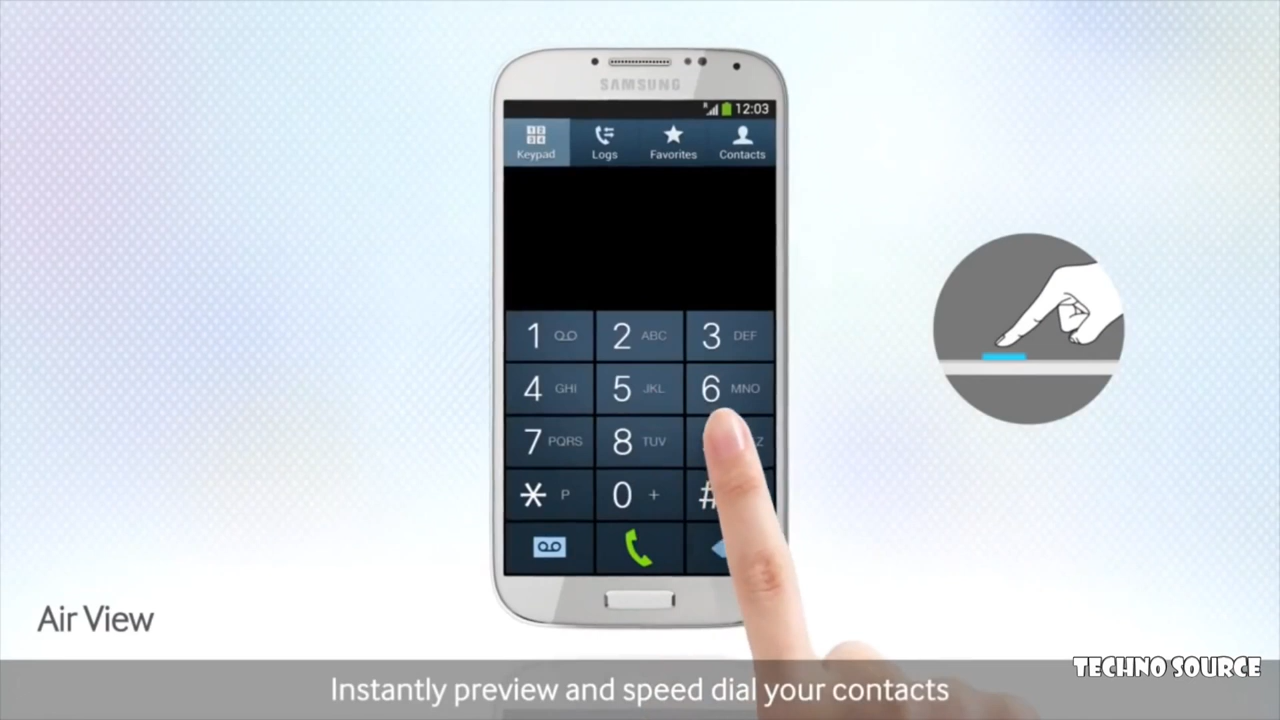 SAMSUNG
12:03
Keypad Logs Favorites Contacts
1 2 ABC 3 DEF
4 GHI 5 JKL 6 MNO
7 PQRS 8 TUV Z
* P 0 + #
Air View
Instantly preview and speed dial your contacts
TECHNO SOURCE